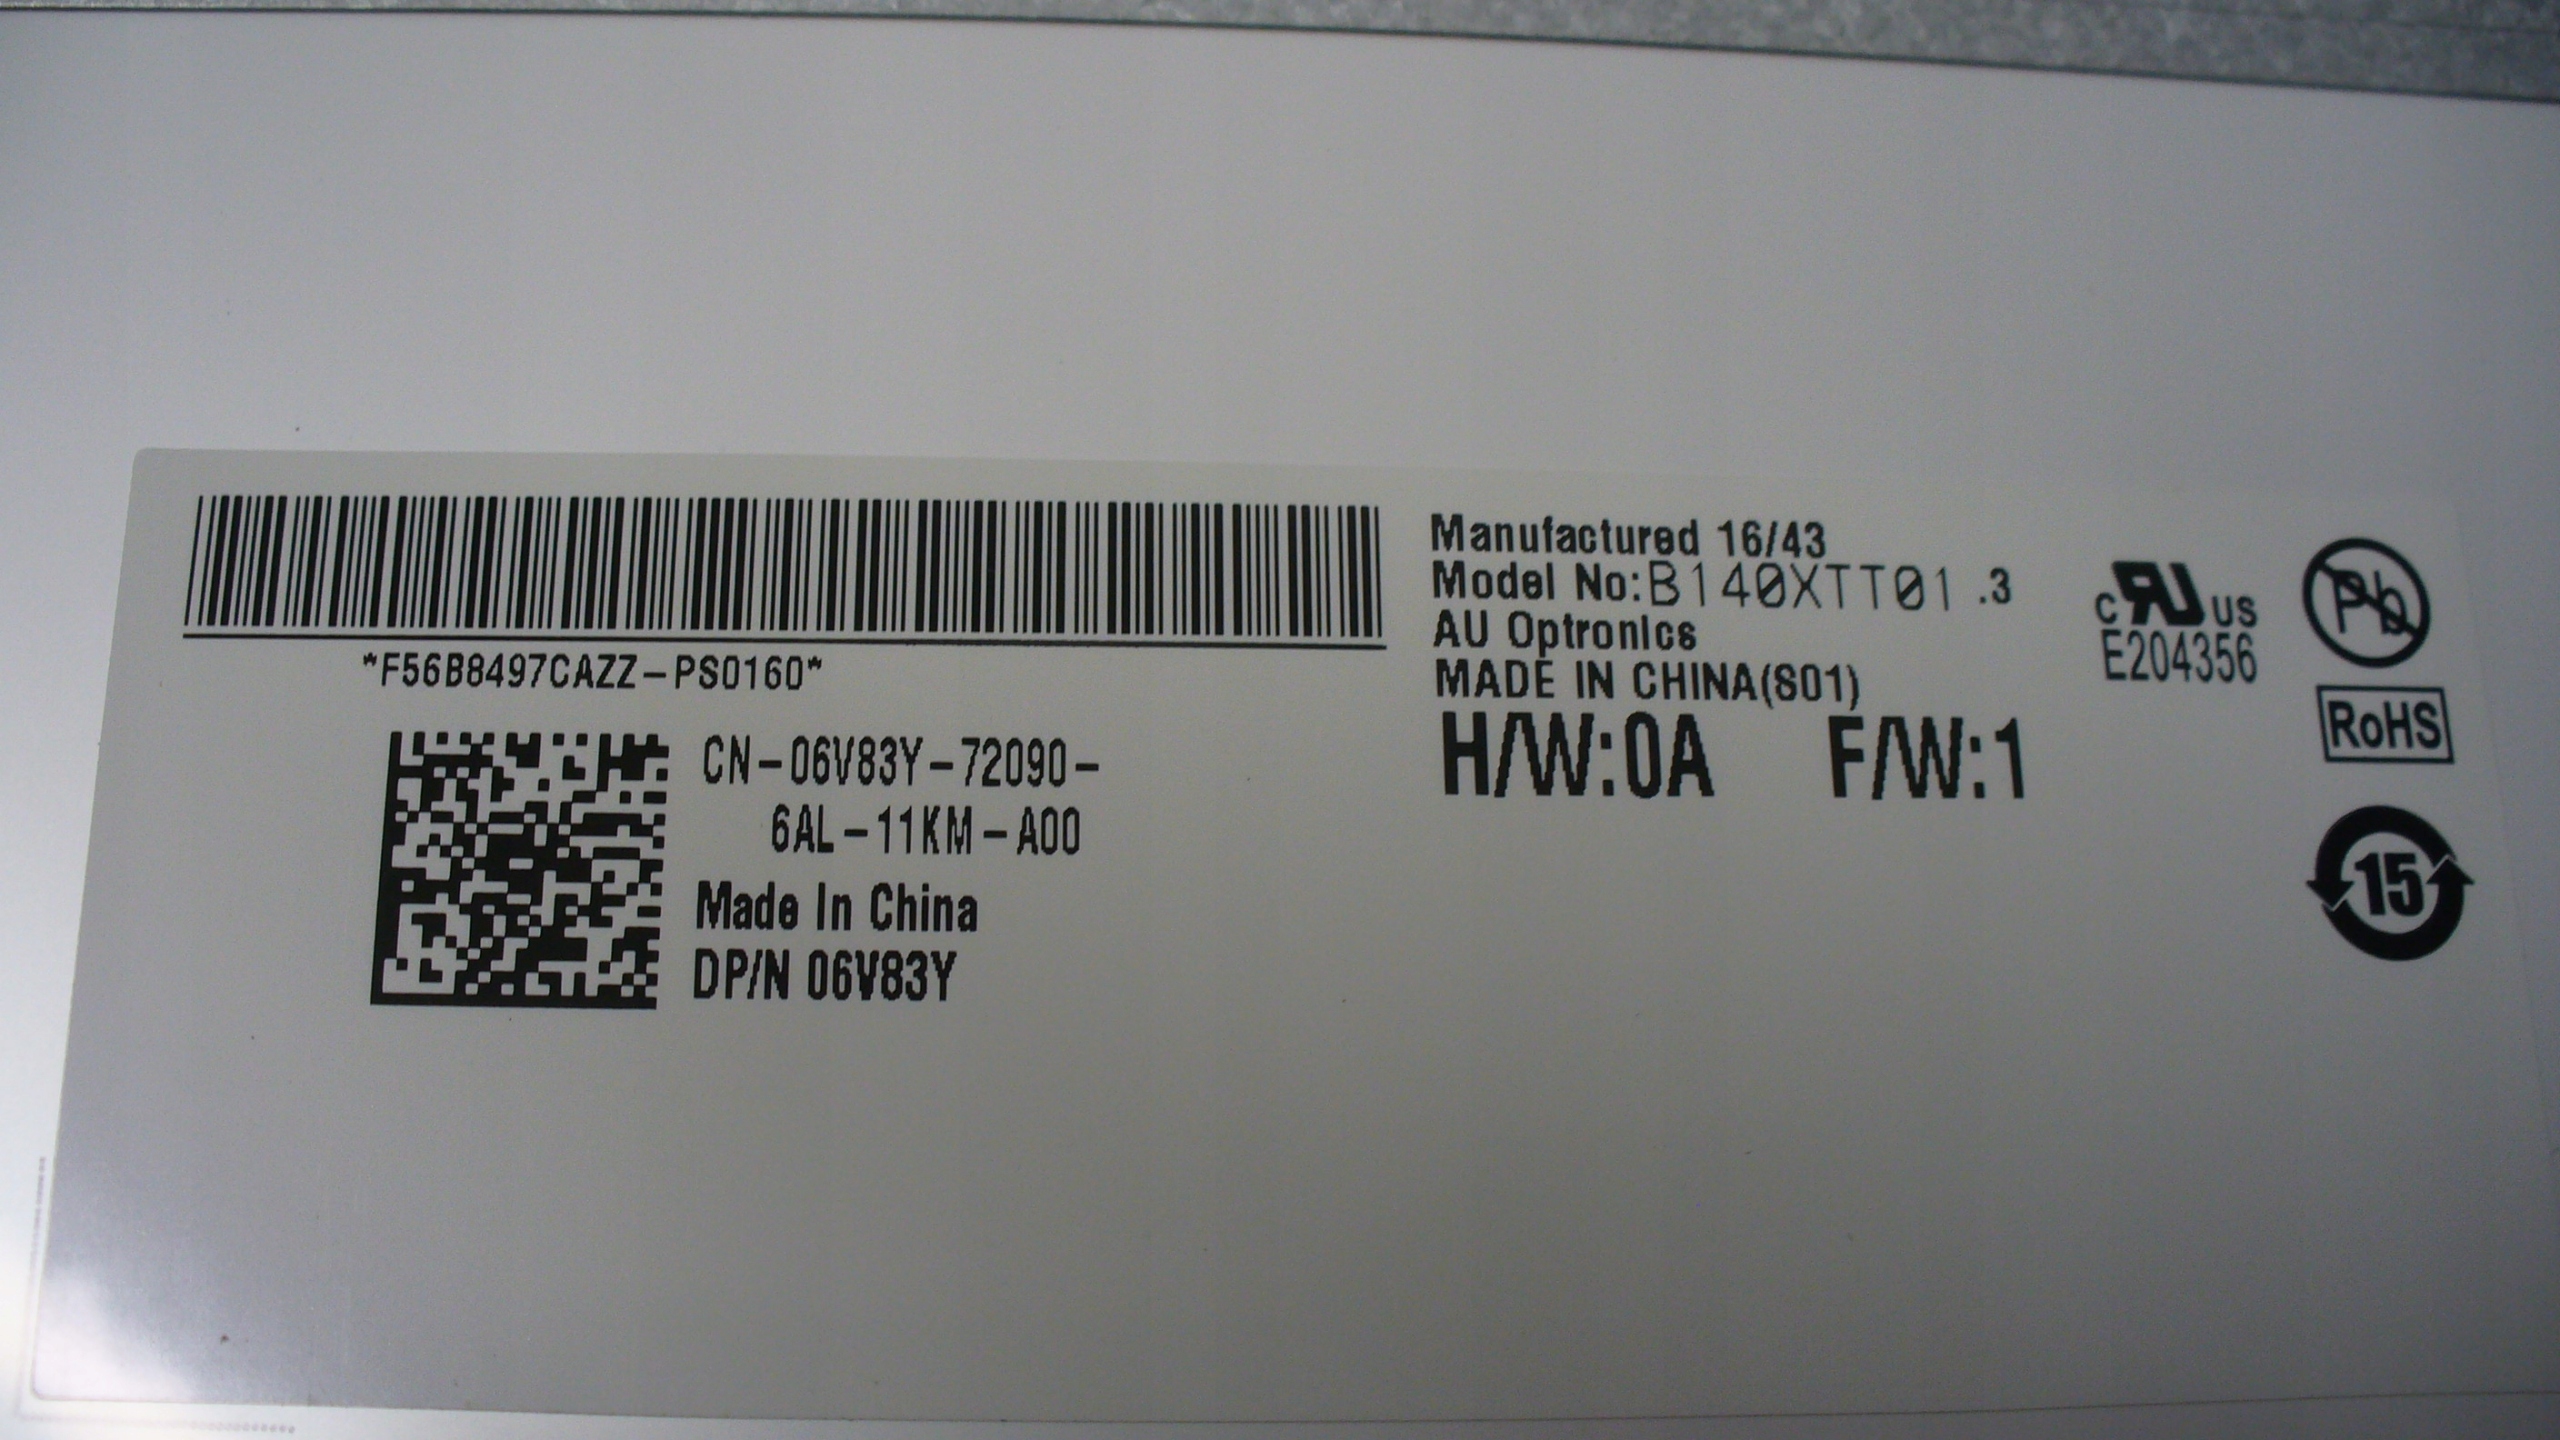 *F56B8497CAZZ-PS0160*
CN-06V83Y-72090-
6AL-11KM-A00
Made In China
DP/N 06V83Y
Manufactured 16/43
Model No:B140XTT01 .3
AU Optronics
MADE IN CHINA(S01)
H/W:0A F/W:1
c RU US
E204356
Pb
RoHS
15